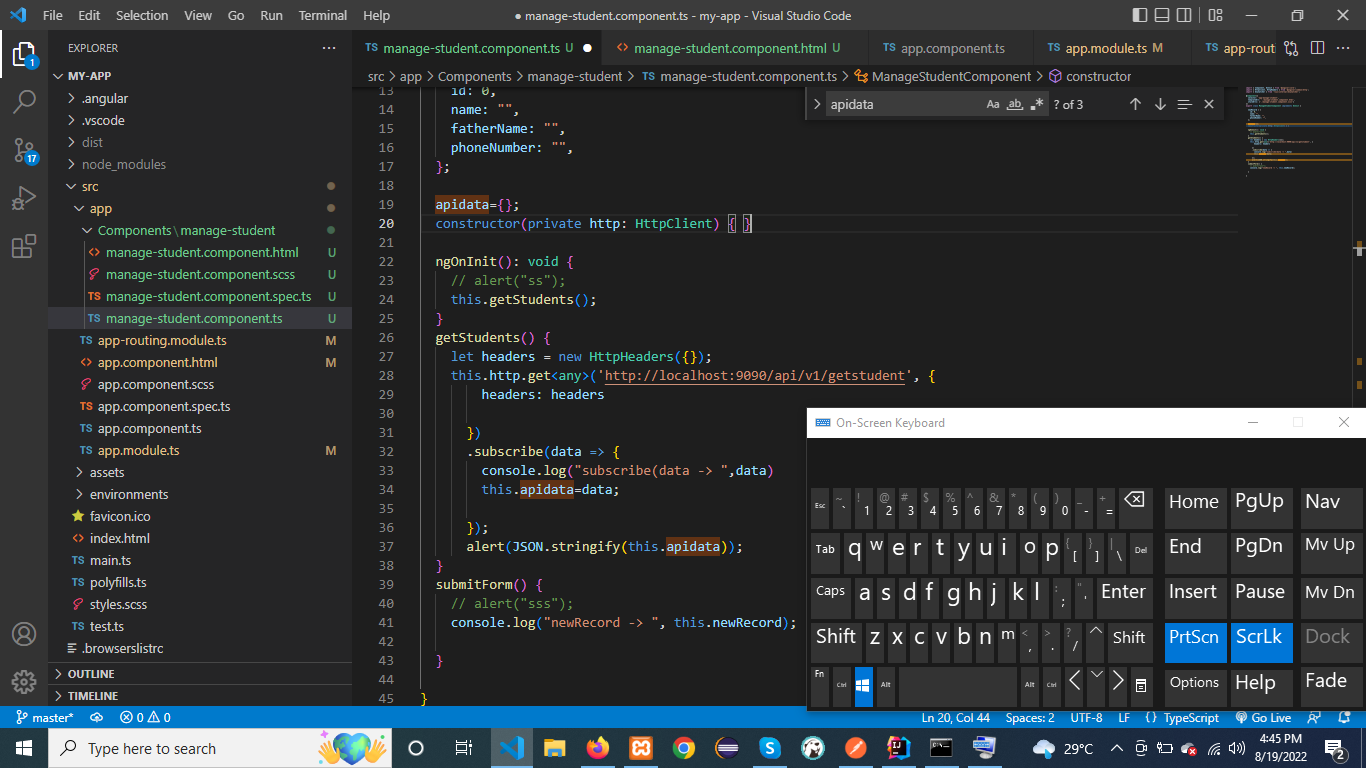 File Edit Selection View Go Run Terminal Help
● manage-student.component.ts - my-app - Visual Studio Code
EXPLORER
MY-APP
.angular
.vscode
dist
node_modules
src
app
Components\manage-student
manage-student.component.html U
manage-student.component.scss U
TS manage-student.component.spec.ts U
TS manage-student.component.ts U
TS app-routing.module.ts M
app.component.html M
app.component.scss
TS app.component.spec.ts
TS app.component.ts
TS app.module.ts M
assets
environments
favicon.ico
index.html
TS main.ts
TS polyfills.ts
styles.scss
TS test.ts
.browserslistrc
OUTLINE
TIMELINE
1
17
TS manage-student.component.ts U ●
<> manage-student.component.html U
TS app.component.ts
TS app.module.ts M
TS app-routi
src > app > Components > manage-student > TS manage-student.component.ts > ManageStudentComponent > constructor
apidata Aa ab ? of 3
13 id: 0,
14 name: "",
15 fatherName: "",
16 phoneNumber: "",
17 };
18
19 apidata={};
20 constructor(private http: HttpClient) { }
21
22 ngOnInit(): void {
23 // alert("ss");
24 this.getStudents();
25 }
26 getStudents() {
27 let headers = new HttpHeaders({});
28 this.http.get<any>('http://localhost:9090/api/v1/getstudent', {
29 headers: headers
30
31 })
32 .subscribe(data => {
33 console.log("subscribe(data -> ",data)
34 this.apidata=data;
35
36 });
37 alert(JSON.stringify(this.apidata));
38 }
39 submitForm() {
40 // alert("sss");
41 console.log("newRecord -> ", this.newRecord);
42
43 }
44
45 }
On-Screen Keyboard
Esc ~ ` ! 1 @ 2 # 3 $ 4 % 5 ^ 6 & 7 * 8 ( 9 ) 0 _ - + = Home PgUp Nav
Tab q w e r t y u i o p { [ } ] | \ Del End PgDn Mv Up
Caps a s d f g h j k l : ; " ' Enter Insert Pause Mv Dn
Shift z x c v b n m < , > . ? / Shift PrtScn ScrLk Dock
Fn Ctrl Alt Alt Ctrl Options Help Fade
master* 0 0
Ln 20, Col 44 Spaces: 2 UTF-8 LF {} TypeScript Go Live
Type here to search
29°C
4:45 PM
8/19/2022
2